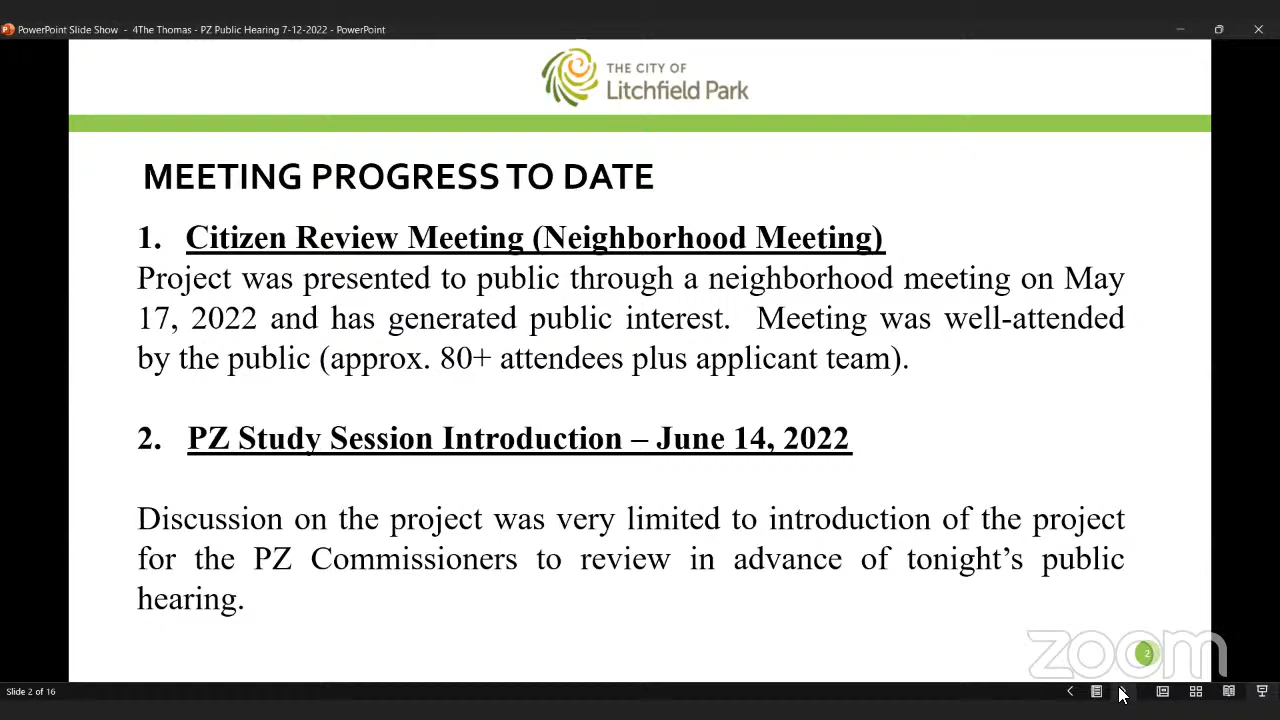 PowerPoint Slide Show - 4The Thomas - PZ Public Hearing 7-12-2022 - PowerPoint
THE CITY OF
Litchfield Park
MEETING PROGRESS TO DATE
1. Citizen Review Meeting (Neighborhood Meeting)
Project was presented to public through a neighborhood meeting on May
17, 2022 and has generated public interest. Meeting was well-attended
by the public (approx. 80+ attendees plus applicant team).
2. PZ Study Session Introduction – June 14, 2022
Discussion on the project was very limited to introduction of the project
for the PZ Commissioners to review in advance of tonight’s public
hearing.
zoom
2
Slide 2 of 16